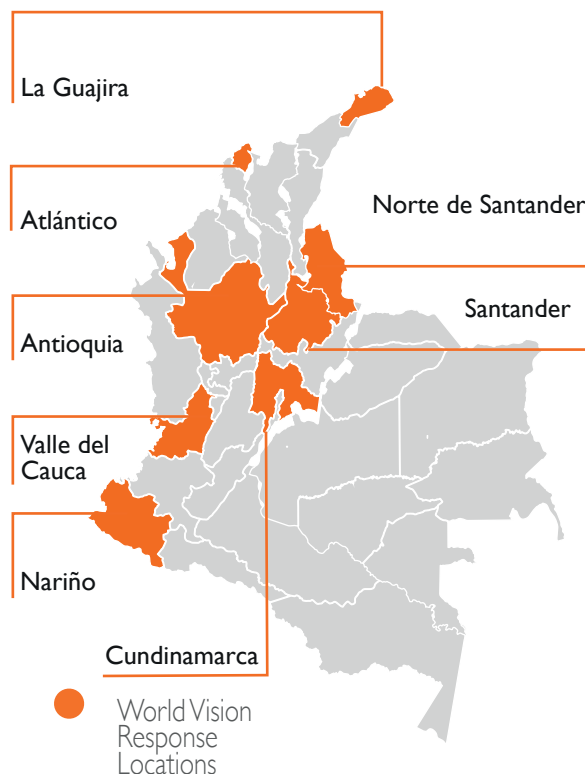 La Guajira
Atlántico
Norte de Santander
Santander
Antioquia
Valle del
Cauca
Nariño
Cundinamarca
World Vision
Response
Locations